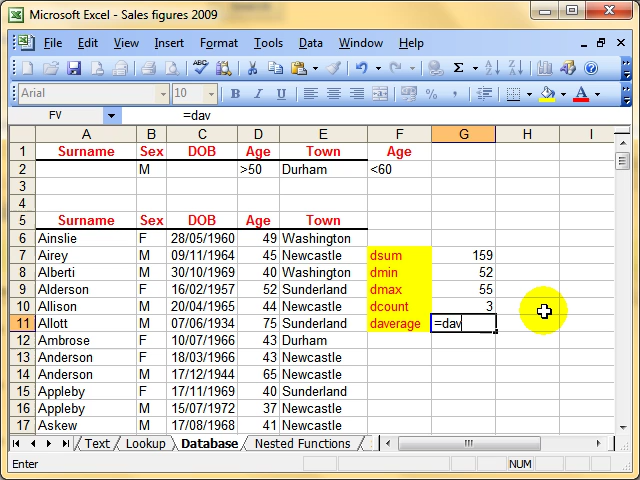 Microsoft Excel - Sales figures 2009
File Edit View Insert Format Tools Data Window Help
Arial 10 B I U
FV =dav
A B C D E F G H I
1 Surname Sex DOB Age Town Age
2 M >50 Durham <60
3
4
5 Surname Sex DOB Age Town
6 Ainslie F 28/05/1960 49 Washington
7 Airey M 09/11/1964 45 Newcastle dsum 159
8 Alberti M 30/10/1969 40 Washington dmin 52
9 Alderson F 16/02/1957 52 Sunderland dmax 55
10 Allison M 20/04/1965 44 Newcastle dcount 3
11 Allott M 07/06/1934 75 Sunderland daverage =dav
12 Ambrose F 10/07/1966 43 Durham
13 Anderson F 18/03/1966 43 Newcastle
14 Anderson M 17/12/1944 65 Newcastle
15 Appleby F 17/11/1969 40 Sunderland
16 Appleby M 15/07/1972 37 Newcastle
17 Askew M 17/08/1968 41 Newcastle
Text Lookup Database Nested Functions
Enter NUM